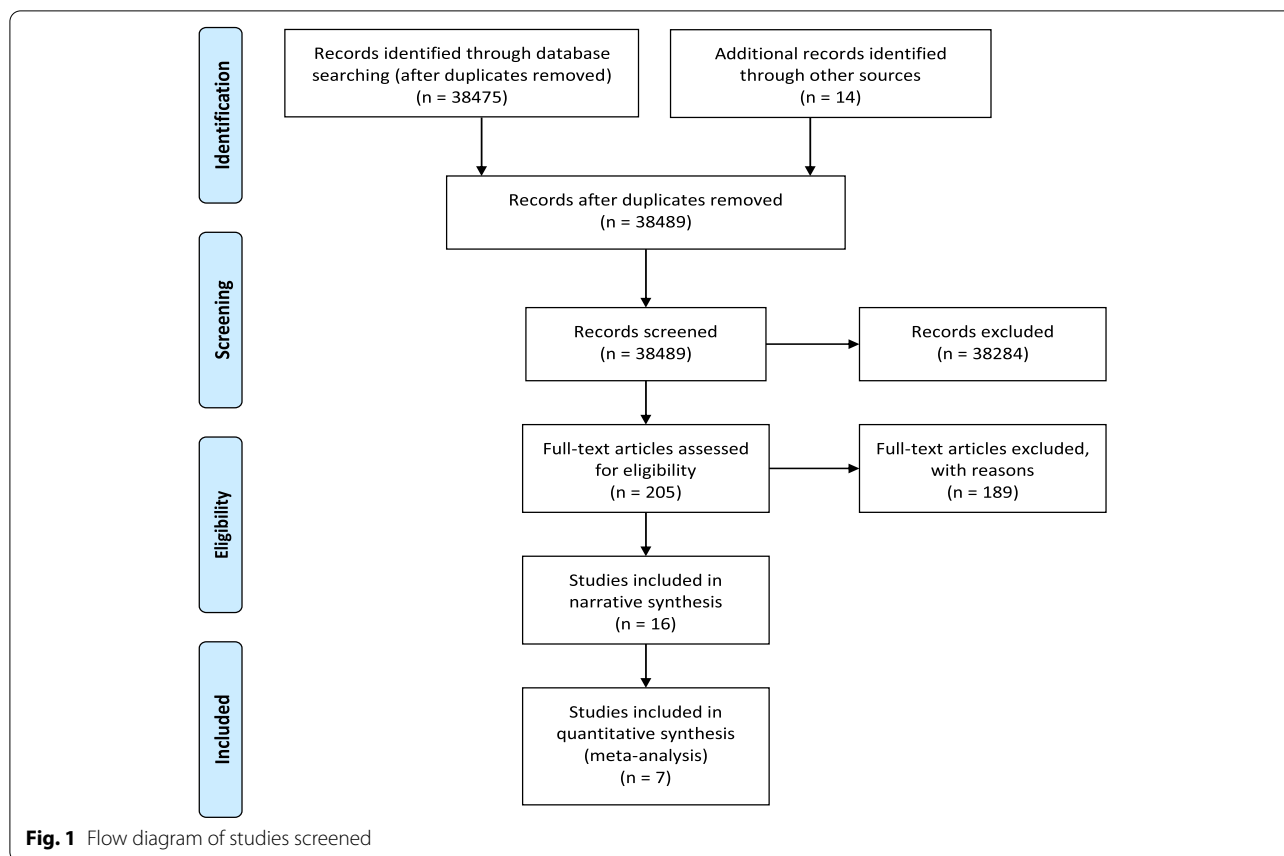 Identification
Records identified through database
searching (after duplicates removed)
(n = 38475)
Additional records identified
through other sources
(n = 14)
Records after duplicates removed
(n = 38489)
Screening
Records screened
(n = 38489)
Records excluded
(n = 38284)
Eligibility
Full-text articles assessed
for eligibility
(n = 205)
Full-text articles excluded,
with reasons
(n = 189)
Studies included in
narrative synthesis
(n = 16)
Included
Studies included in
quantitative synthesis
(meta-analysis)
(n = 7)
Fig. 1 Flow diagram of studies screened